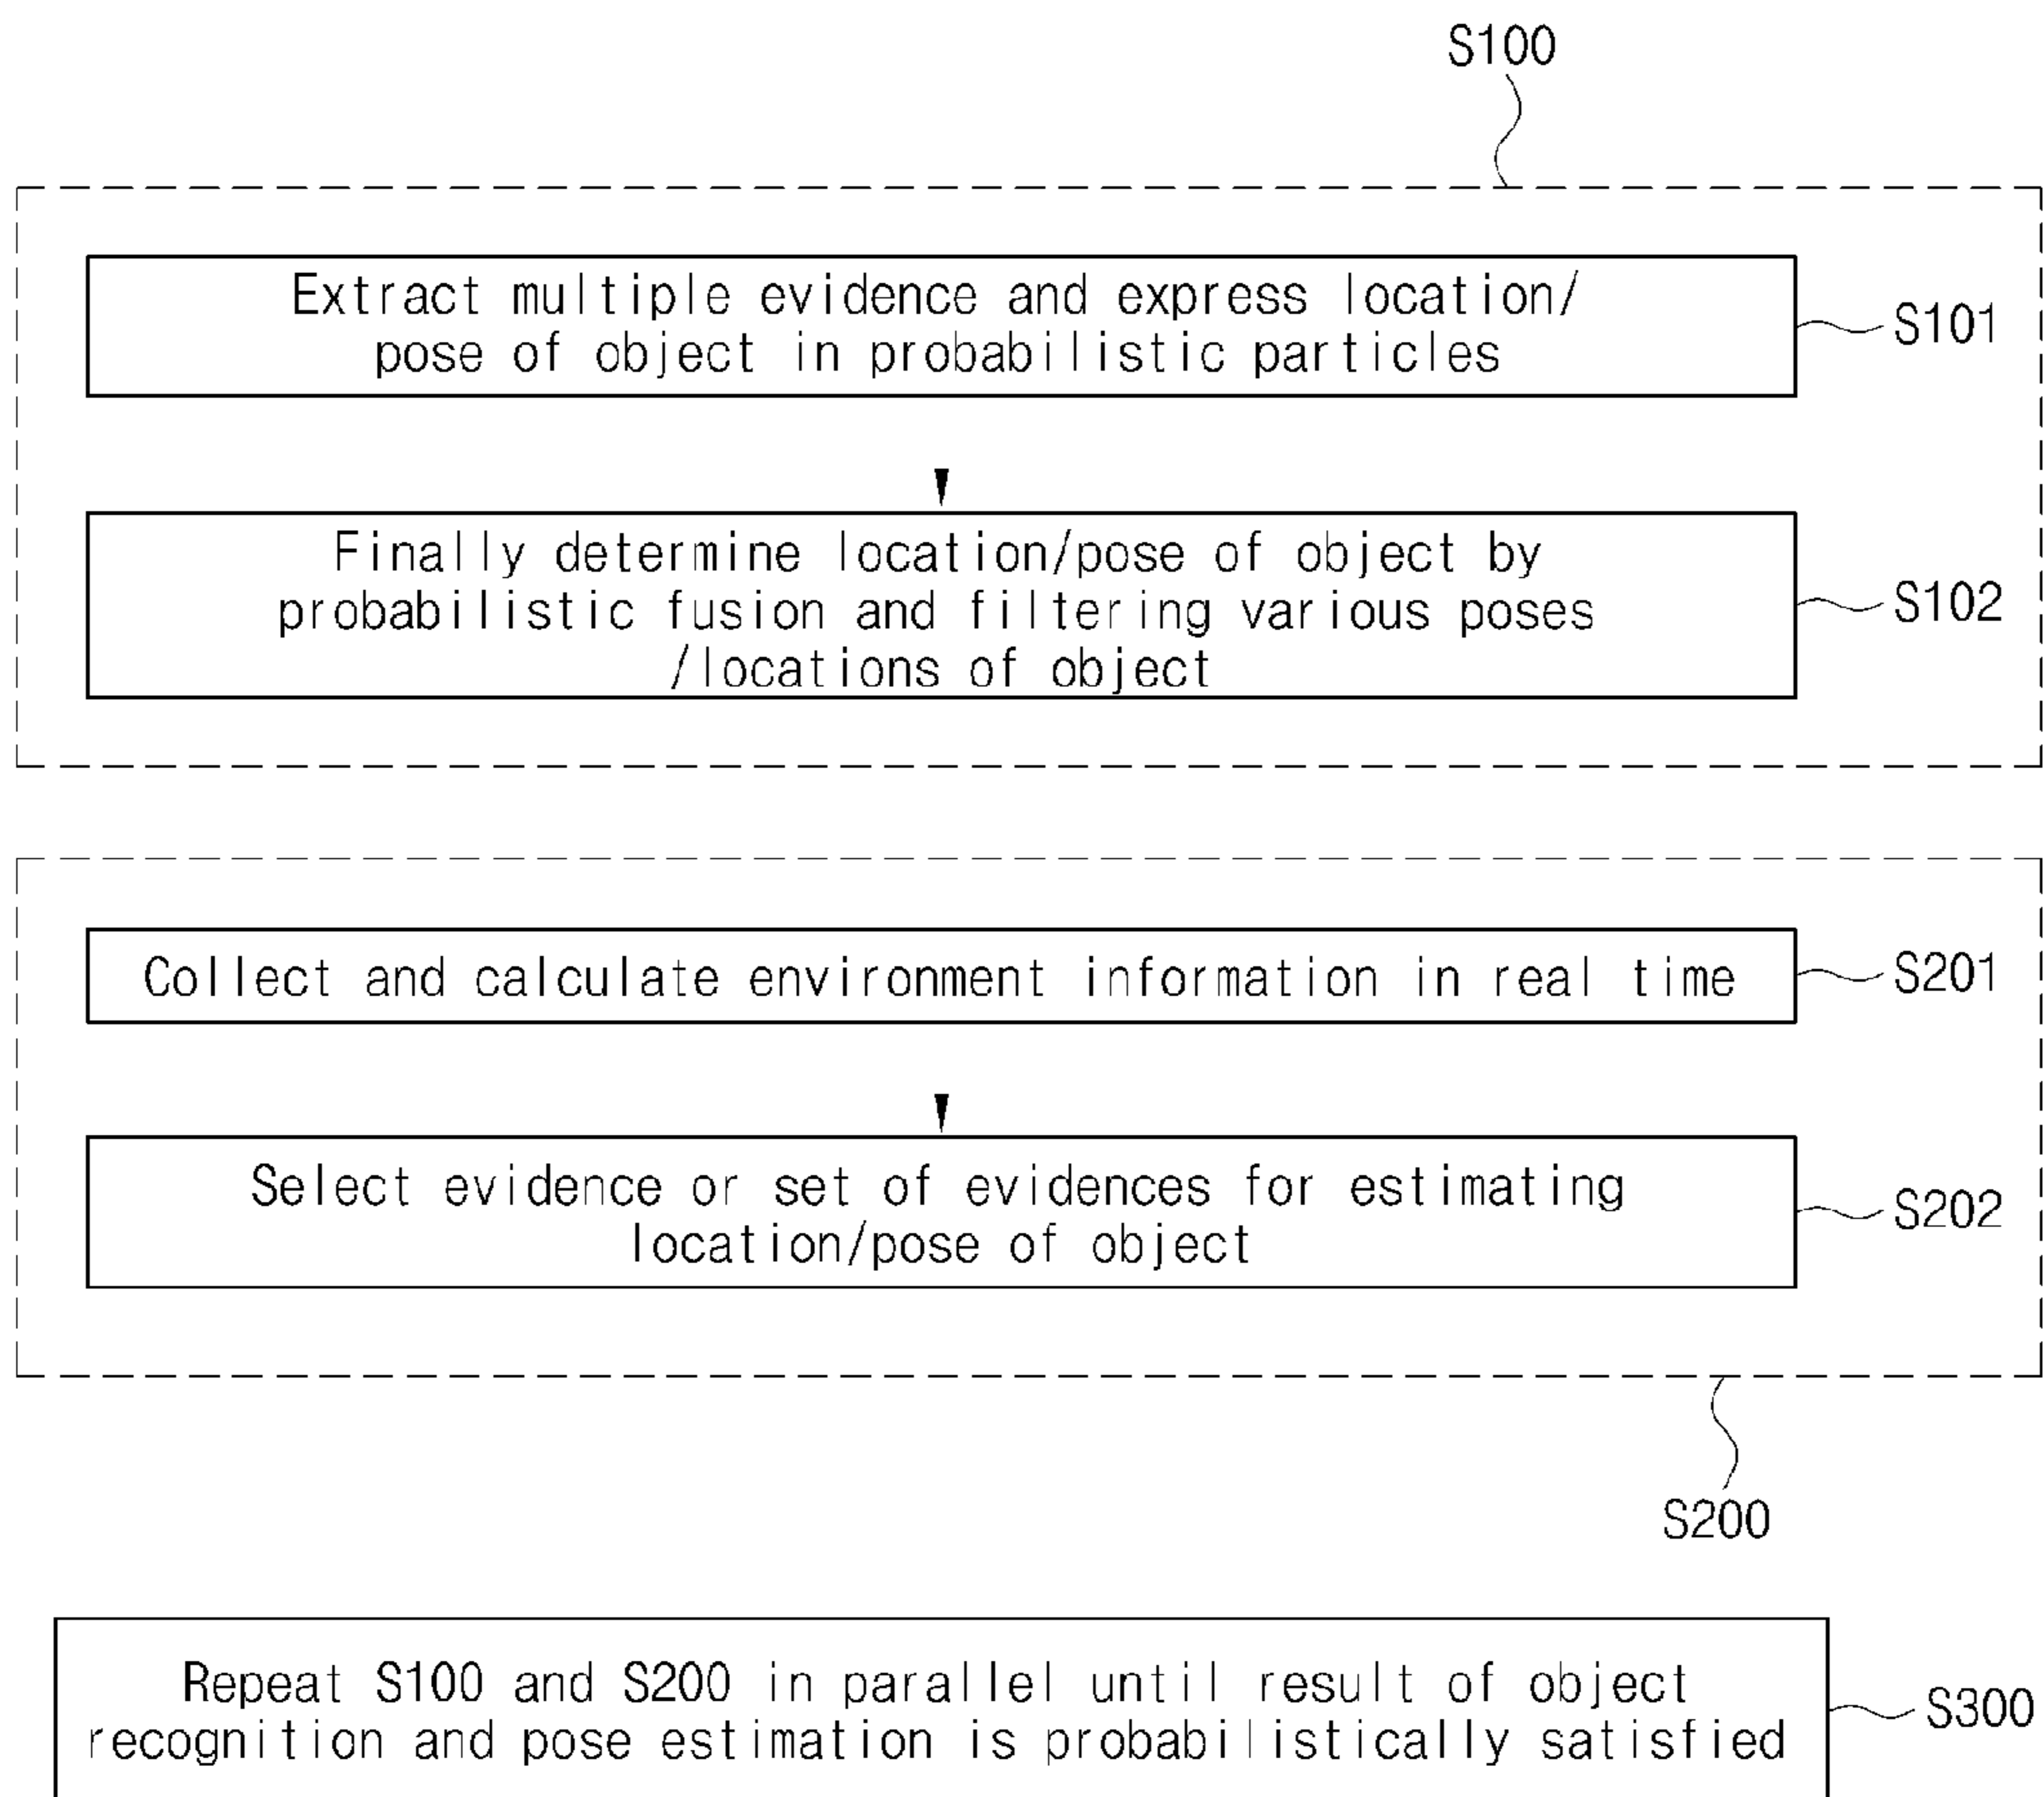 S100
Extract multiple evidence and express location/
pose of object in probabilistic particles
S101
Finally determine location/pose of object by
probabilistic fusion and filtering various poses
/locations of object
S102
Collect and calculate environment information in real time
S201
Select evidence or set of evidences for estimating
location/pose of object
S202
S200
Repeat S100 and S200 in parallel until result of object
recognition and pose estimation is probabilistically satisfied
S300